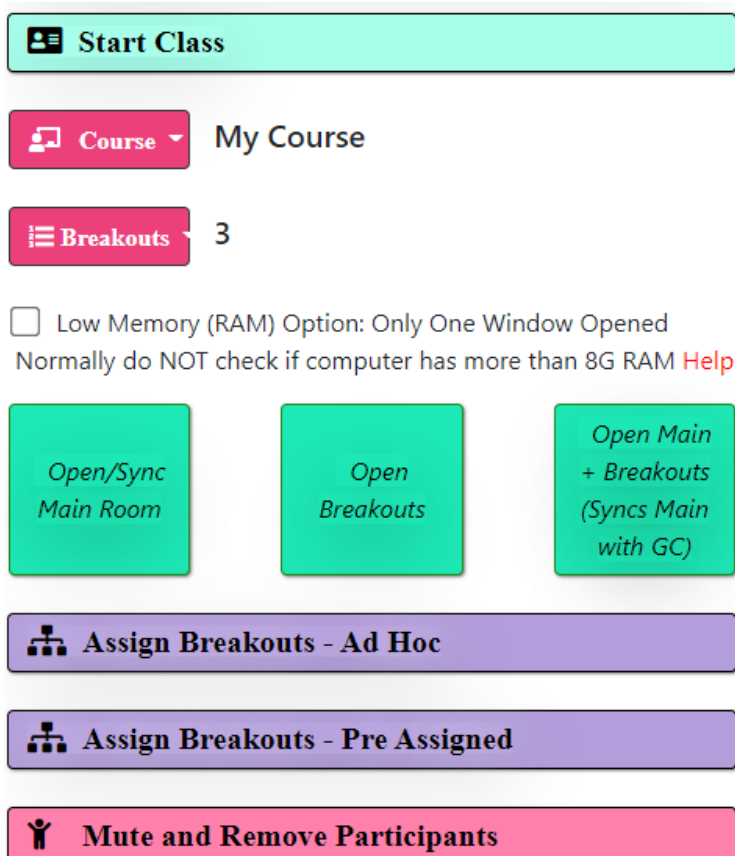 Start Class
Course My Course
Breakouts 3
Low Memory (RAM) Option: Only One Window Opened
Normally do NOT check if computer has more than 8G RAM Help
Open/Sync
Main Room
Open
Breakouts
Open Main
+ Breakouts
(Syncs Main
with GC)
Assign Breakouts - Ad Hoc
Assign Breakouts - Pre Assigned
Mute and Remove Participants